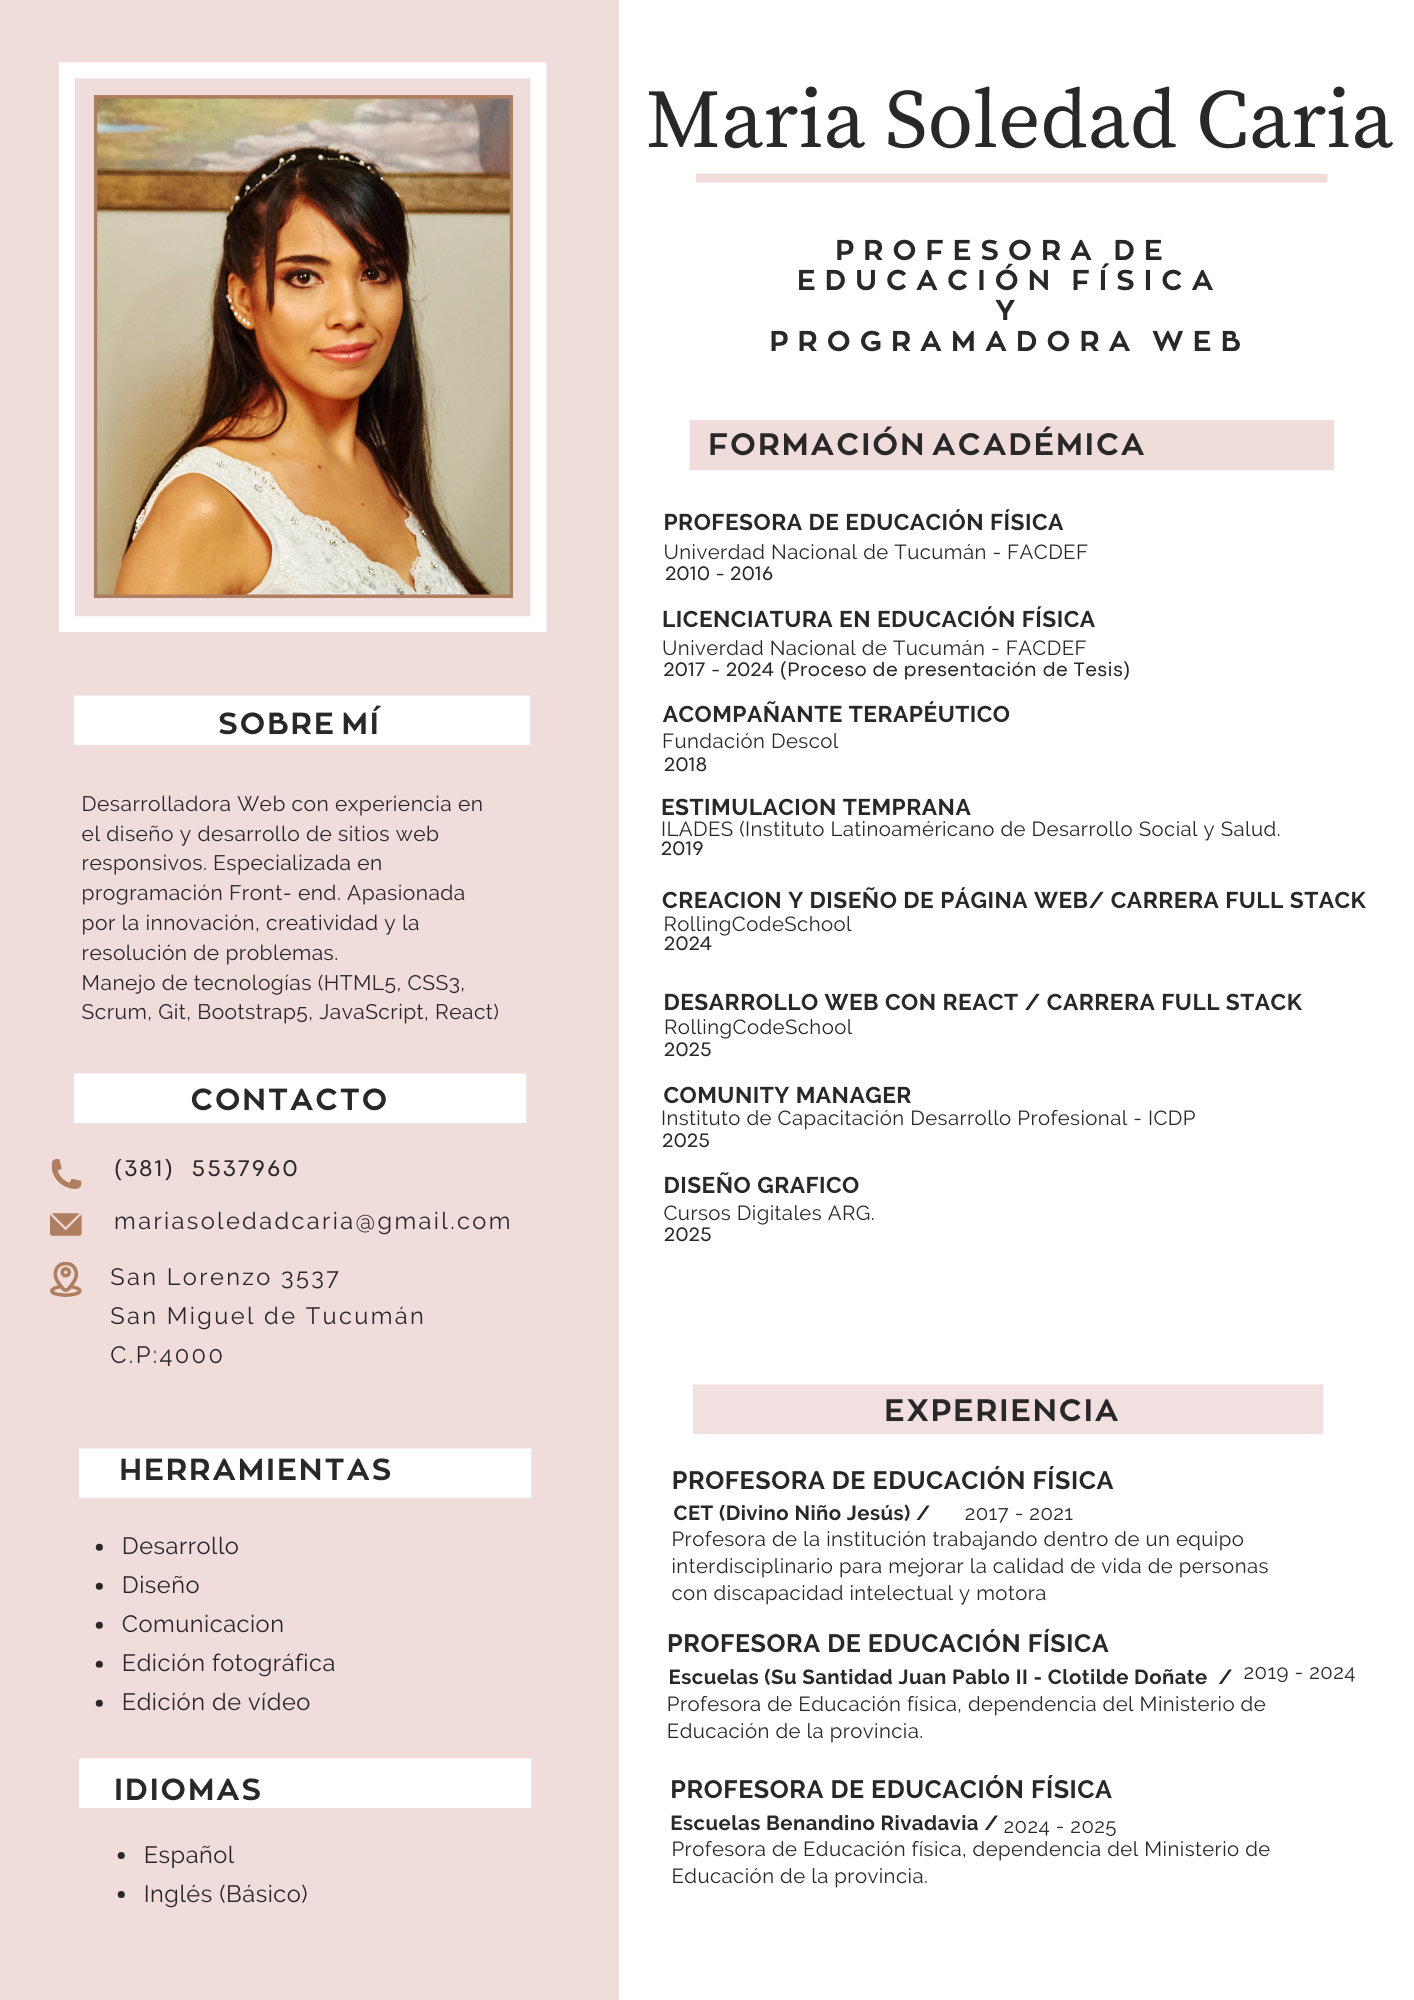 Maria Soledad Caria
PROFESORA DE
EDUCACIÓN FÍSICA
Y
PROGRAMADORA WEB
SOBRE MÍ
Desarrolladora Web con experiencia en
el diseño y desarrollo de sitios web
responsivos. Especializada en
programación Front- end. Apasionada
por la innovación, creatividad y la
resolución de problemas.
Manejo de tecnologías (HTML5, CSS3,
Scrum, Git, Bootstrap5, JavaScript, React)
CONTACTO
(381) 5537960
mariasoledadcaria@gmail.com
San Lorenzo 3537
San Miguel de Tucumán
C.P:4000
HERRAMIENTAS
• Desarrollo
• Diseño
• Comunicacion
• Edición fotográfica
• Edición de vídeo
IDIOMAS
• Español
• Inglés (Básico)
FORMACIÓN ACADÉMICA
PROFESORA DE EDUCACIÓN FÍSICA
Univerdad Nacional de Tucumán - FACDEF
2010 - 2016
LICENCIATURA EN EDUCACIÓN FÍSICA
Univerdad Nacional de Tucumán - FACDEF
2017 - 2024 (Proceso de presentación de Tesis)
ACOMPAÑANTE TERAPÉUTICO
Fundación Descol
2018
ESTIMULACION TEMPRANA
ILADES (Instituto Latinoaméricano de Desarrollo Social y Salud.
2019
CREACION Y DISEÑO DE PÁGINA WEB/ CARRERA FULL STACK
RollingCodeSchool
2024
DESARROLLO WEB CON REACT / CARRERA FULL STACK
RollingCodeSchool
2025
COMUNITY MANAGER
Instituto de Capacitación Desarrollo Profesional - ICDP
2025
DISEÑO GRAFICO
Cursos Digitales ARG.
2025
EXPERIENCIA
PROFESORA DE EDUCACIÓN FÍSICA
CET (Divino Niño Jesús) / 2017 - 2021
Profesora de la institución trabajando dentro de un equipo
interdisciplinario para mejorar la calidad de vida de personas
con discapacidad intelectual y motora
PROFESORA DE EDUCACIÓN FÍSICA
Escuelas (Su Santidad Juan Pablo II - Clotilde Doñate / 2019 - 2024
Profesora de Educación física, dependencia del Ministerio de
Educación de la provincia.
PROFESORA DE EDUCACIÓN FÍSICA
Escuelas Benandino Rivadavia / 2024 - 2025
Profesora de Educación física, dependencia del Ministerio de
Educación de la provincia.